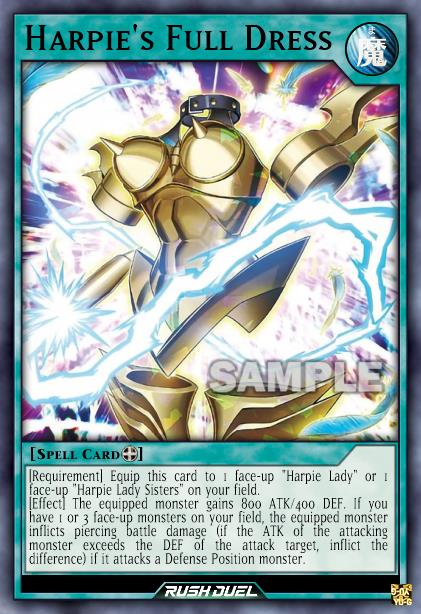 Harpie's Full Dress
ま
魔
SAMPLE
[Spell Card]
[Requirement] Equip this card to 1 face-up "Harpie Lady" or 1
face-up "Harpie Lady Sisters" on your field.
[Effect] The equipped monster gains 800 ATK/400 DEF. If you
have 1 or 3 face-up monsters on your field, the equipped monster
inflicts piercing battle damage (if the ATK of the attacking
monster exceeds the DEF of the attack target, inflict the
difference) if it attacks a Defense Position monster.
RUSH DUEL